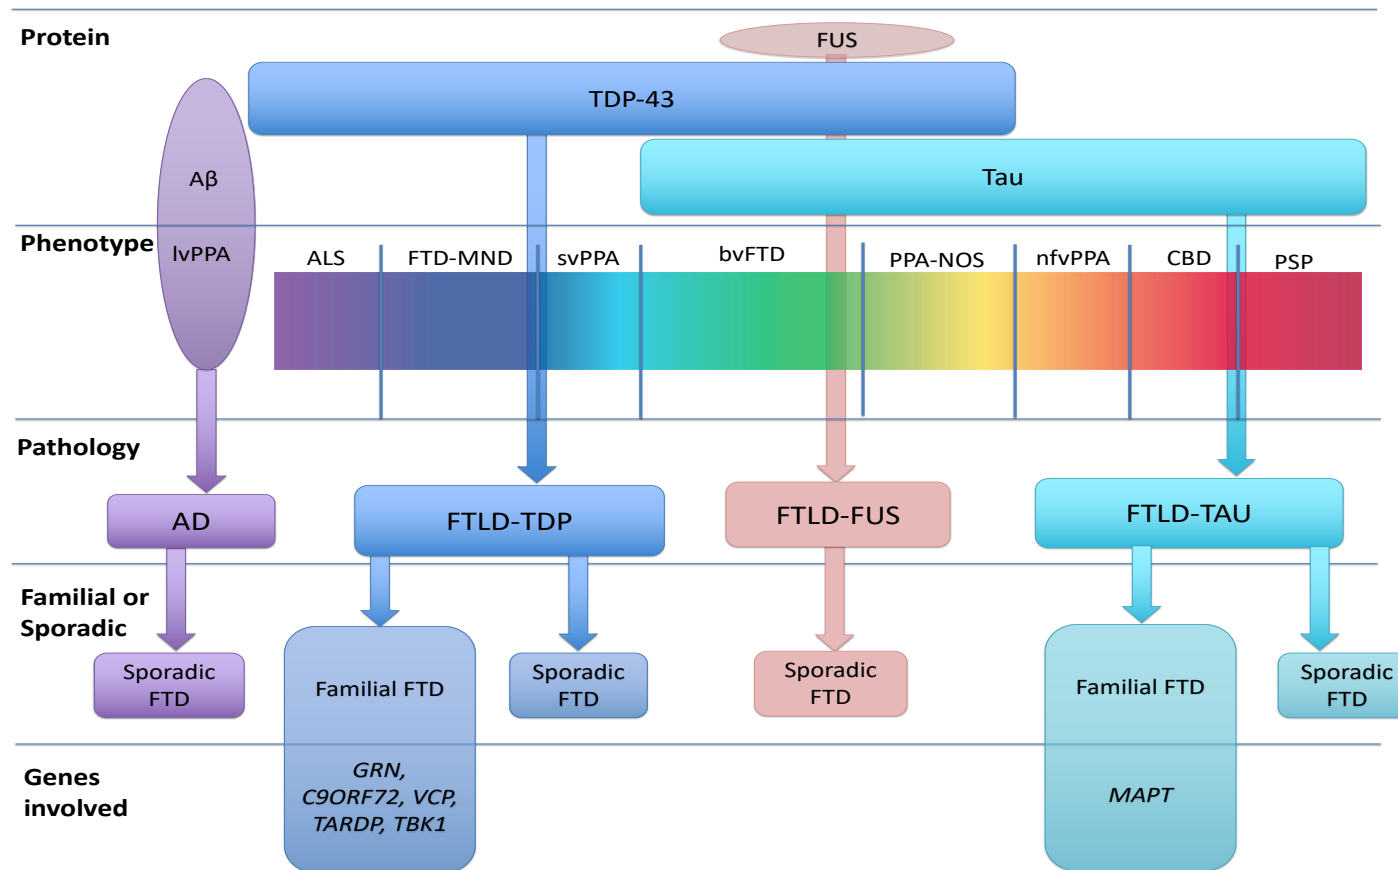 Protein
FUS
TDP-43
Aβ
Tau
Phenotype
lvPPA
ALS
FTD-MND
svPPA
bvFTD
PPA-NOS
nfvPPA
CBD
PSP
Pathology
AD
FTLD-TDP
FTLD-FUS
FTLD-TAU
Familial or
Sporadic
Sporadic
FTD
Familial FTD
Sporadic
FTD
Sporadic
FTD
Familial FTD
Sporadic
FTD
Genes
involved
GRN,
C9ORF72, VCP,
TARDP, TBK1
MAPT